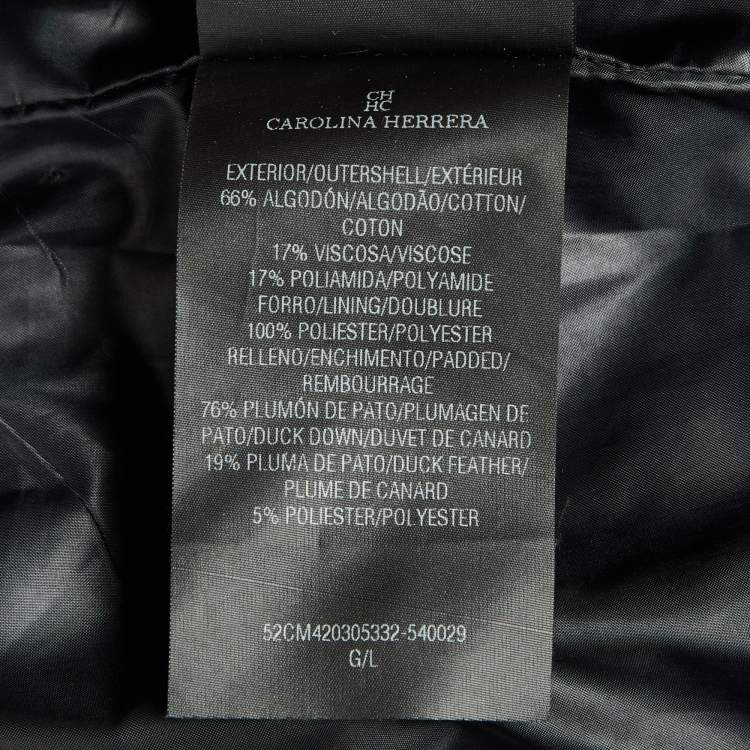 CH
HC
CAROLINA HERRERA
EXTERIOR/OUTERSHELL/EXTÉRIEUR
66% ALGODÓN/ALGODÃO/COTTON/
COTON
17% VISCOSA/VISCOSE
17% POLIAMIDA/POLYAMIDE
FORRO/LINING/DOUBLURE
100% POLIESTER/POLYESTER
RELLENO/ENCHIMENTO/PADDED/
REMBOURRAGE
76% PLUMÓN DE PATO/PLUMAGEN DE
PATO/DUCK DOWN/DUVET DE CANARD
19% PLUMA DE PATO/DUCK FEATHER/
PLUME DE CANARD
5% POLIESTER/POLYESTER
52CM420305332-540029
G/L